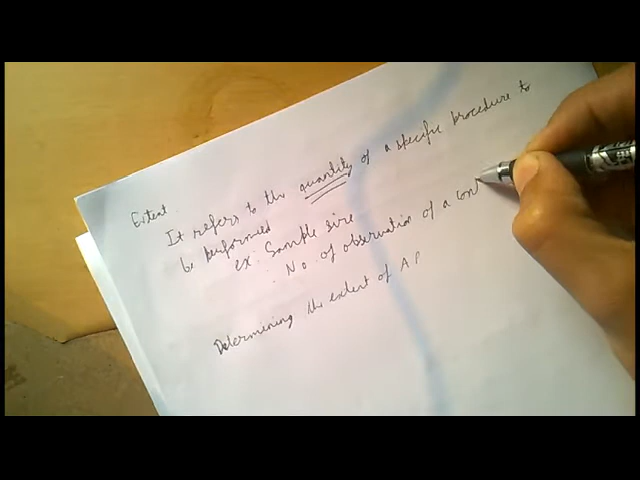 Extent
It refers to the quantity of a specific procedure to
be performed
ex. Sample size
. No of observation of a cont
Determining the extent of AP